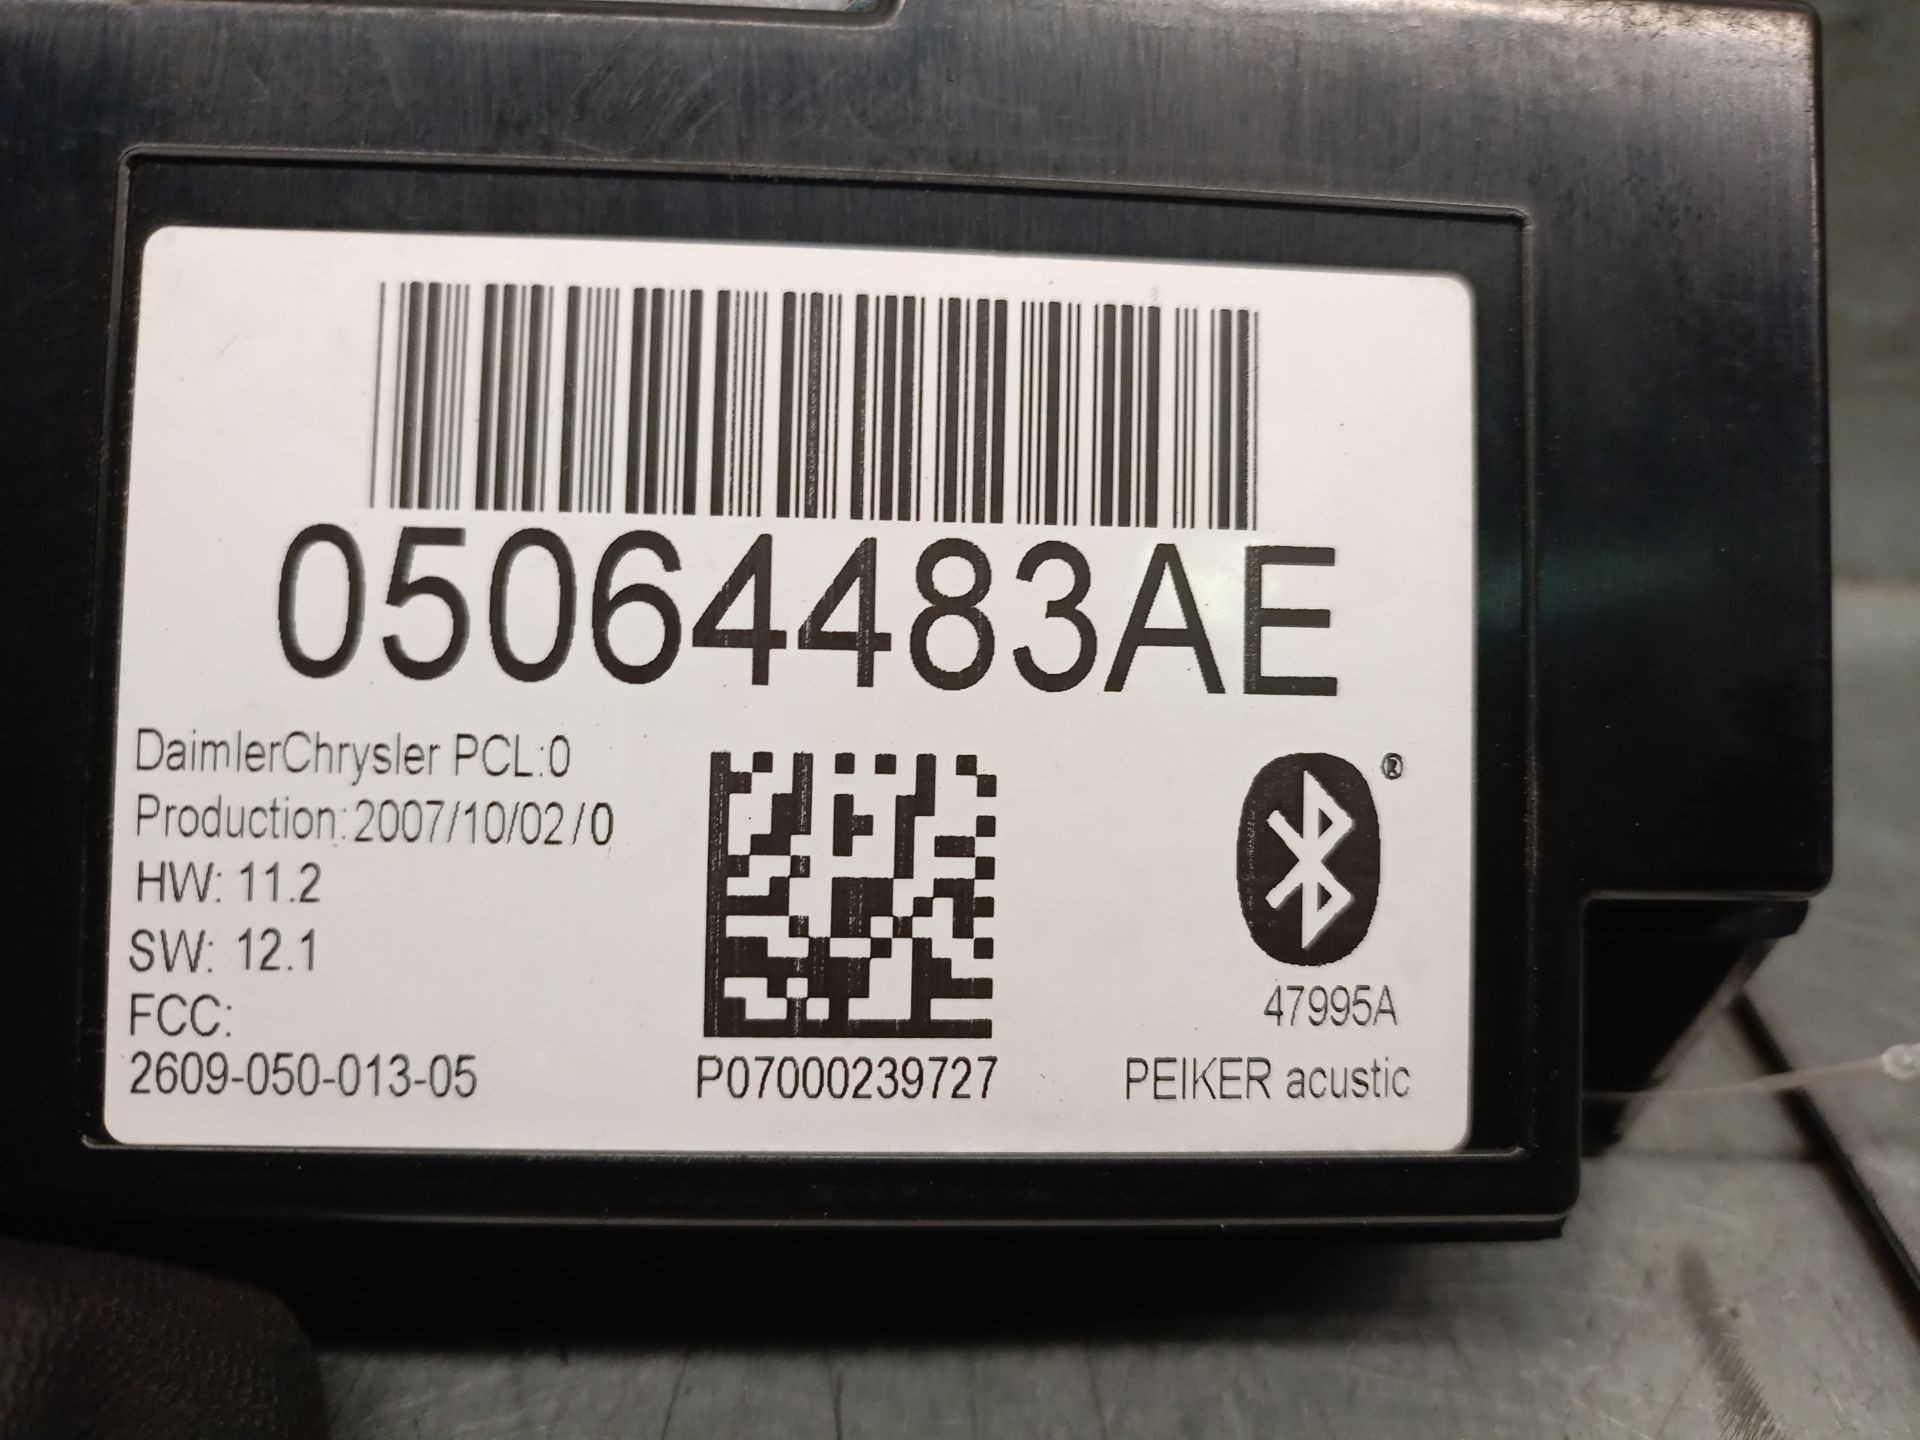 05064483AE
DaimlerChrysler PCL:0
Production:2007/10/02/0
HW: 11.2
SW: 12.1
FCC:
2609-050-013-05
P07000239727
®
47995A
PEIKER acustic